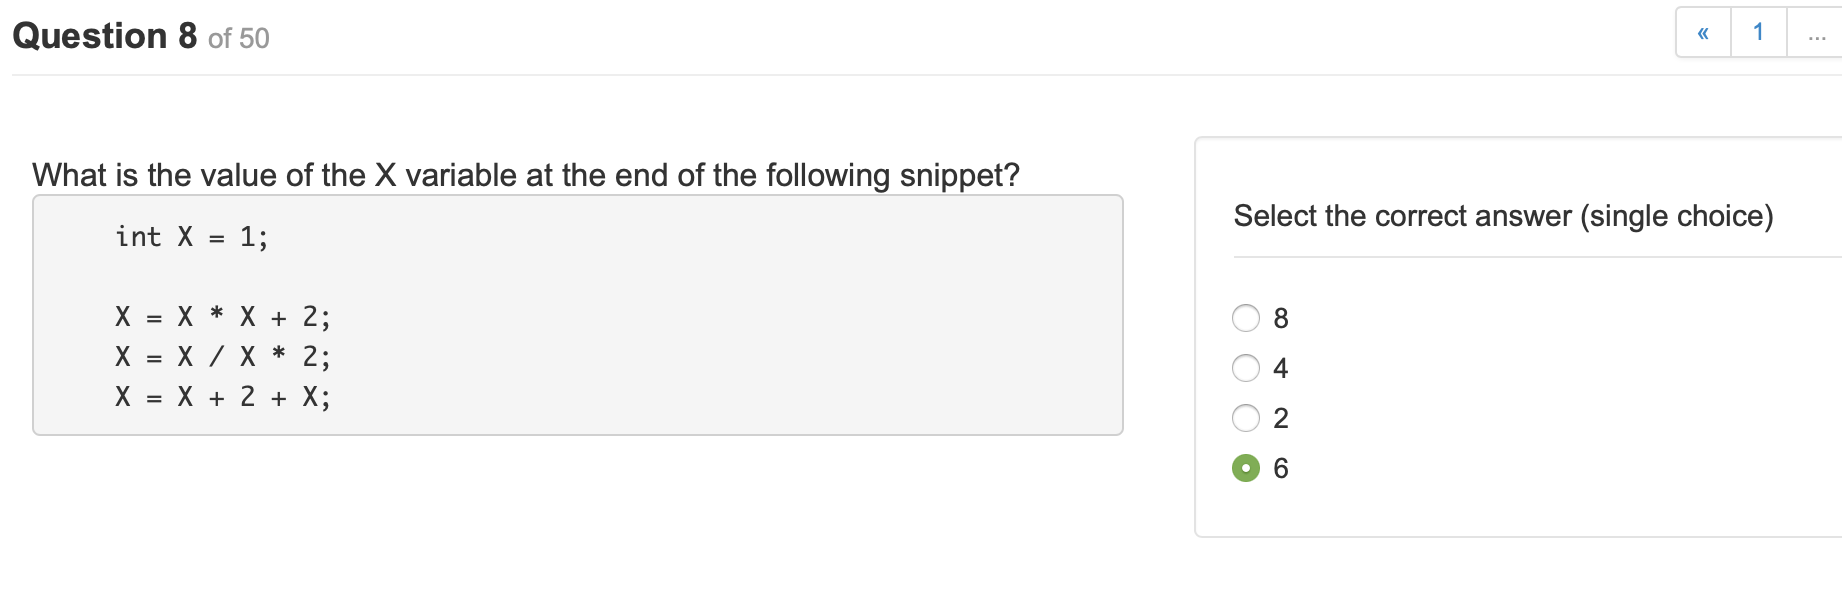 Question 8 of 50
« 1 ...
What is the value of the X variable at the end of the following snippet?
int X = 1;
X = X * X + 2;
X = X / X * 2;
X = X + 2 + X;
Select the correct answer (single choice)
8
4
2
6